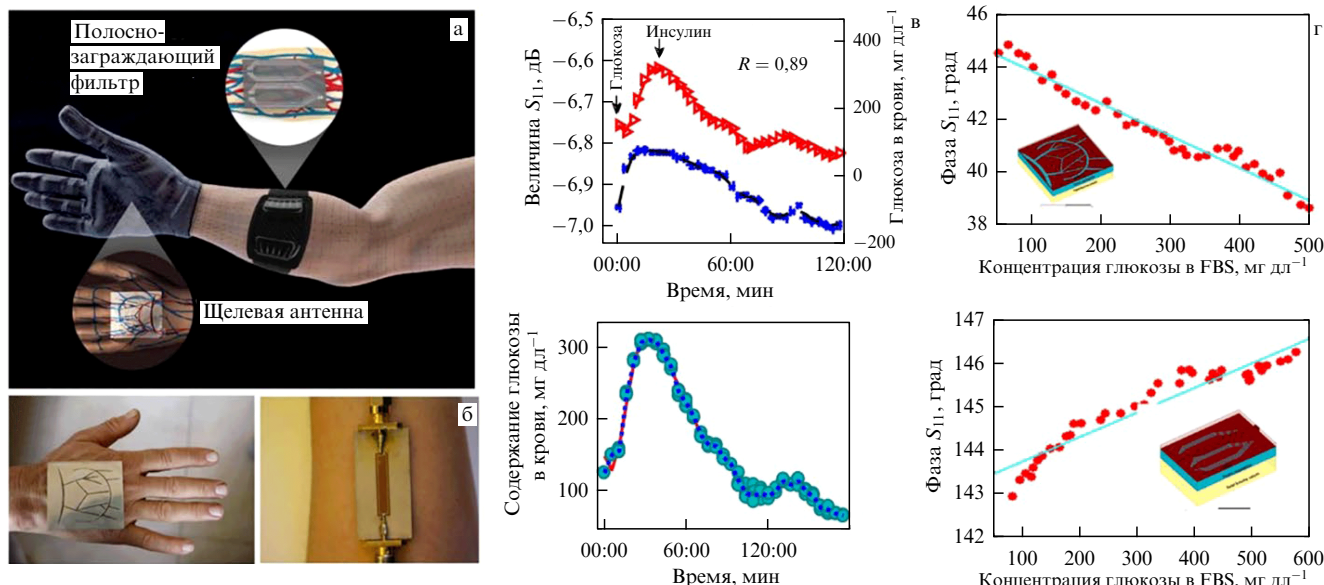 а
Полосно-
заграждающий
фильтр
Щелевая антенна
б
в
−6,5
−6,6
−6,7
−6,8
−6,9
−7,0
Величина S₁₁, дБ
Глюкоза
Инсулин
R = 0,89
400
200
0
−200
Глюкоза в крови, мг дл⁻¹
00:00 60:00 120:00
Время, мин
300
200
100
Содержание глюкозы
в крови, мг дл⁻¹
00:00 60:00 120:00
Время, мин
г
46
44
42
40
38
Фаза S₁₁, град
100 200 300 400 500
Концентрация глюкозы в FBS, мг дл⁻¹
147
146
145
144
143
142
Фаза S₁₁, град
100 200 300 400 500 600
Концентрация глюкозы в FBS, мг дл⁻¹